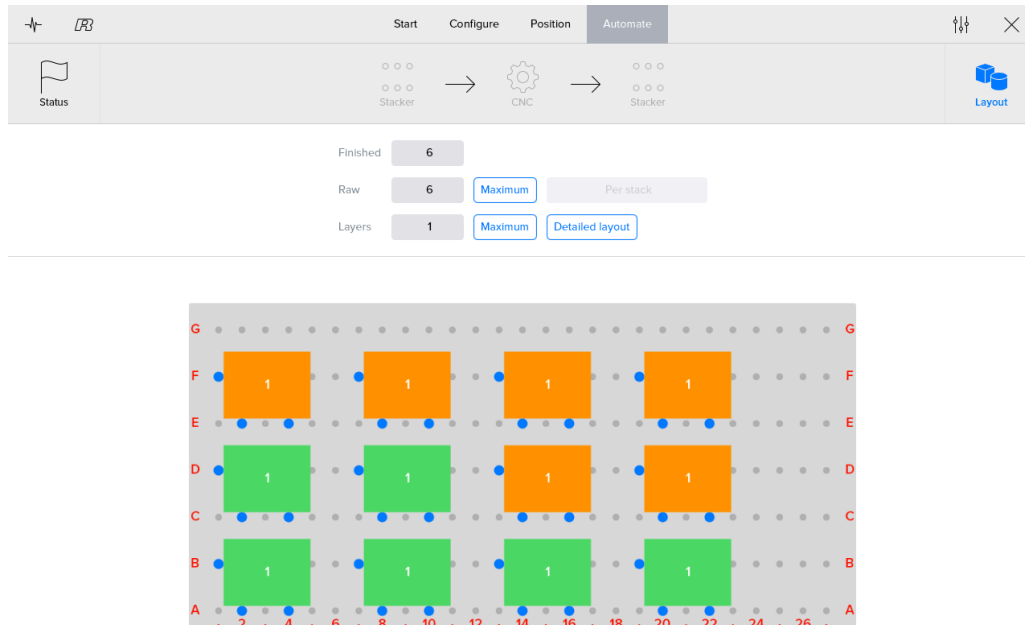 Start Configure Position Automate
Status Stacker CNC Stacker Layout
Finished 6
Raw 6 Maximum Per stack
Layers 1 Maximum Detailed layout
G G
F 1 1 1 1 F
E E
D 1 1 1 1 D
C C
B 1 1 1 1 B
A A
2 4 6 8 10 12 14 16 18 20 22 24 26